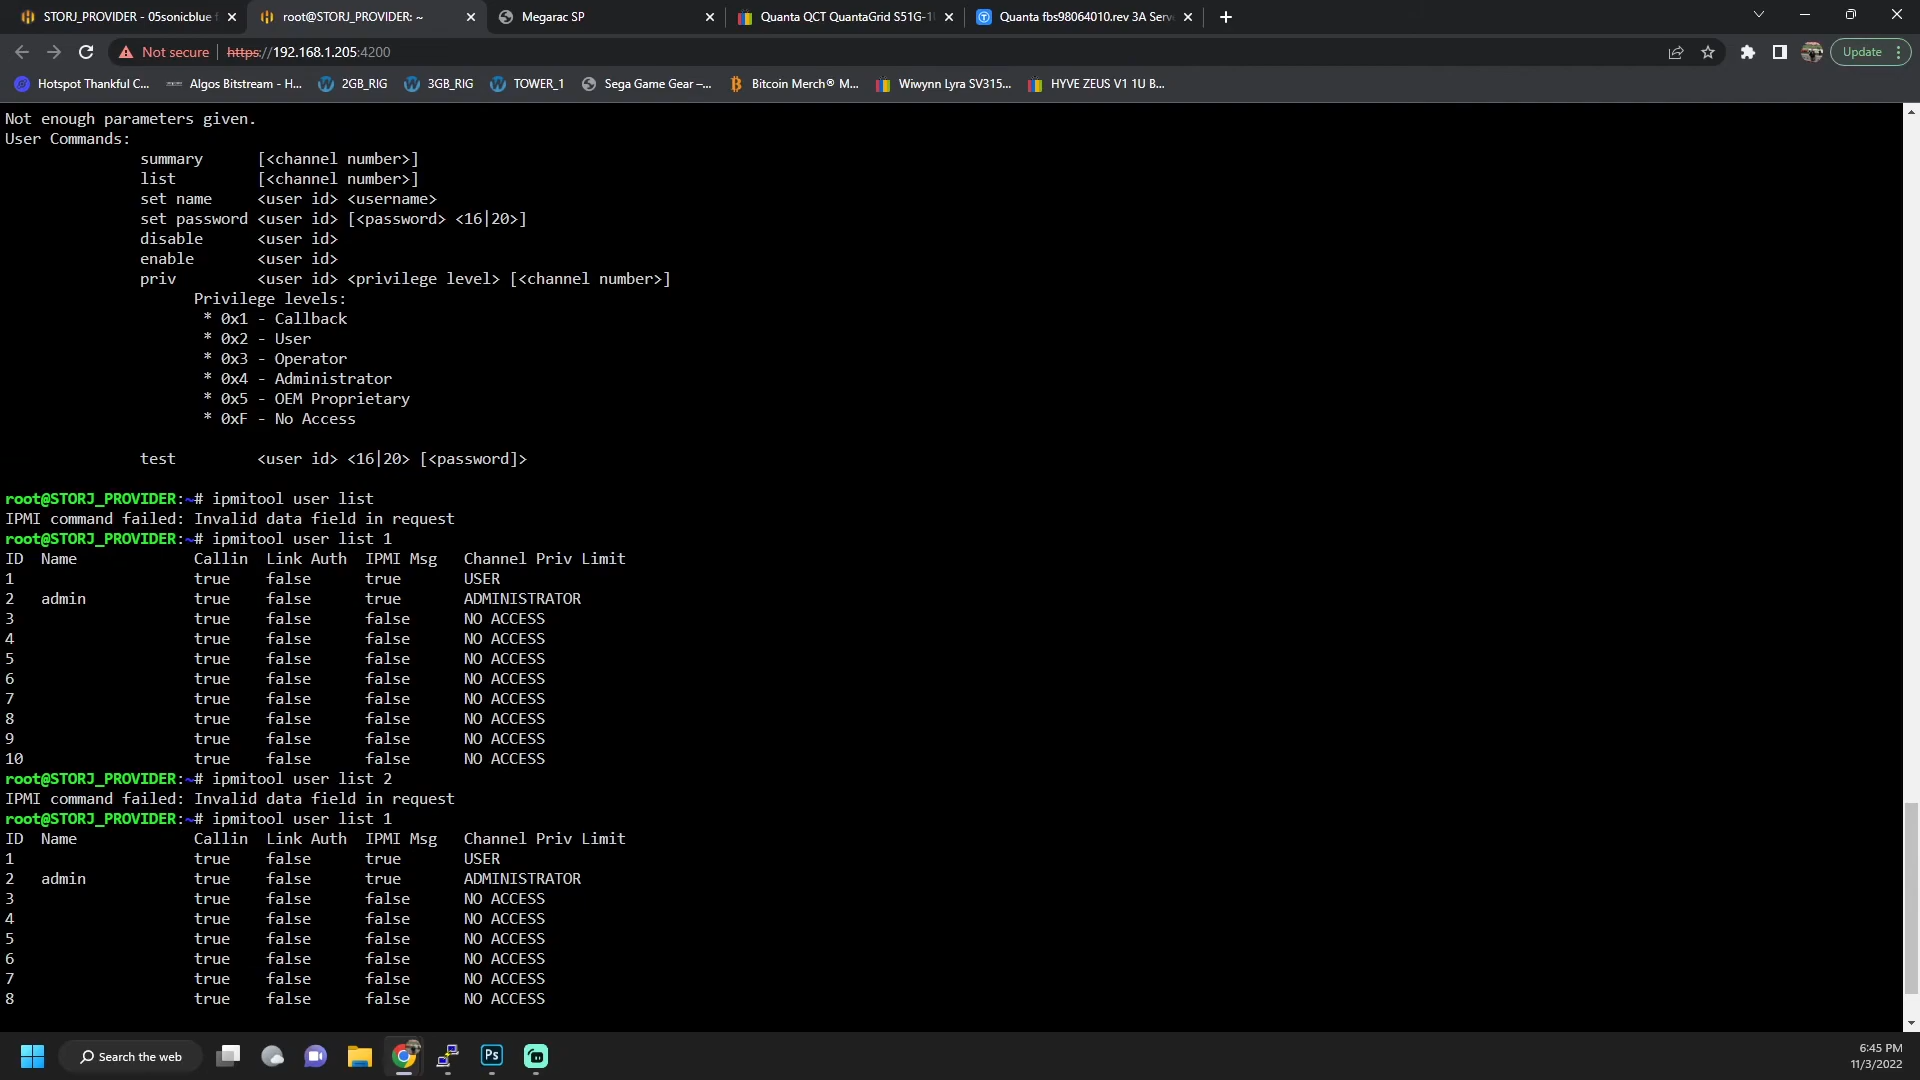 STORJ_PROVIDER - 05sonicblue f
root@STORJ_PROVIDER: ~
Megarac SP
Quanta QCT QuantaGrid S51G-1
Quanta fbs98064010.rev 3A Serv
Not secure | https://192.168.1.205:4200
Update
Hotspot Thankful C...
Algos Bitstream - H...
2GB_RIG
3GB_RIG
TOWER_1
Sega Game Gear –...
Bitcoin Merch® M...
Wiwynn Lyra SV315...
HYVE ZEUS V1 1U B...
Not enough parameters given.
User Commands:
summary [<channel number>]
list [<channel number>]
set name <user id> <username>
set password <user id> [<password> <16|20>]
disable <user id>
enable <user id>
priv <user id> <privilege level> [<channel number>]
Privilege levels:
* 0x1 - Callback
* 0x2 - User
* 0x3 - Operator
* 0x4 - Administrator
* 0x5 - OEM Proprietary
* 0xF - No Access
test <user id> <16|20> [<password]>
root@STORJ_PROVIDER:~# ipmitool user list
IPMI command failed: Invalid data field in request
root@STORJ_PROVIDER:~# ipmitool user list 1
ID Name Callin Link Auth IPMI Msg Channel Priv Limit
1 true false true USER
2 admin true false true ADMINISTRATOR
3 true false false NO ACCESS
4 true false false NO ACCESS
5 true false false NO ACCESS
6 true false false NO ACCESS
7 true false false NO ACCESS
8 true false false NO ACCESS
9 true false false NO ACCESS
10 true false false NO ACCESS
root@STORJ_PROVIDER:~# ipmitool user list 2
IPMI command failed: Invalid data field in request
root@STORJ_PROVIDER:~# ipmitool user list 1
ID Name Callin Link Auth IPMI Msg Channel Priv Limit
1 true false true USER
2 admin true false true ADMINISTRATOR
3 true false false NO ACCESS
4 true false false NO ACCESS
5 true false false NO ACCESS
6 true false false NO ACCESS
7 true false false NO ACCESS
8 true false false NO ACCESS
Search the web
Ps
6:45 PM
11/3/2022